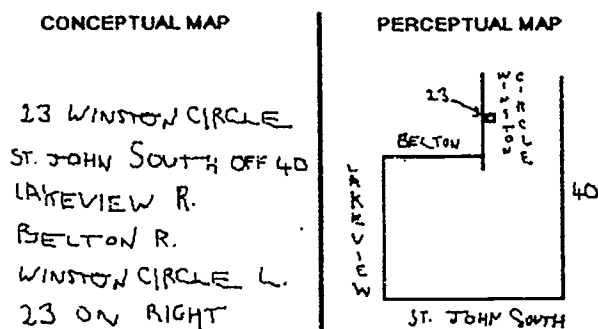 CONCEPTUAL MAP
23 WINSTON CIRCLE
ST. JOHN SOUTH OFF 40
LAKEVIEW R.
BELTON R.
WINSTON CIRCLE L.
23 ON RIGHT
PERCEPTUAL MAP
23
WINSTON
CIRCLE
BELTON
LAKEVIEW
40
ST. JOHN SOUTH